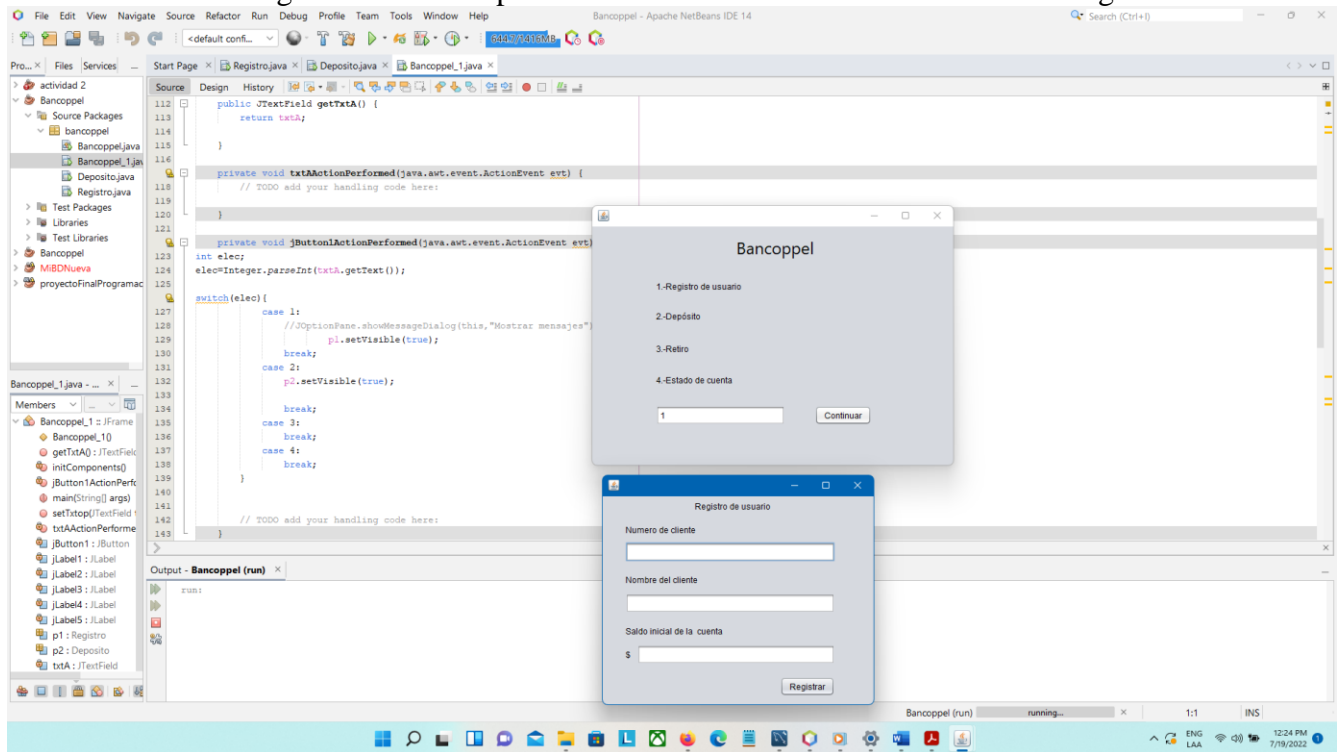 File Edit View Navigate Source Refactor Run Debug Profile Team Tools Window Help
Bancoppel - Apache NetBeans IDE 14
Search (Ctrl+I)
<default confi...
Pro... × Files Services
Start Page × Registro.java × Deposito.java × Bancoppel_1.java ×
actividad 2
Bancoppel
Source Packages
bancoppel
Bancoppel.java
Bancoppel_1.jav
Deposito.java
Registro.java
Test Packages
Libraries
Test Libraries
Bancoppel
MiBDNueva
proyectoFinalProgramac
Source Design History
112 public JTextField getTxtA() {
113 return txtA;
114
115 }
116
private void txtAActionPerformed(java.awt.event.ActionEvent evt) {
118 // TODO add your handling code here:
119
120 }
121
private void jButton1ActionPerformed(java.awt.event.ActionEvent evt)
123 int elec;
124 elec=Integer.parseInt(txtA.getText());
125
switch(elec){
127 case 1:
128 //JOptionPane.showMessageDialog(this,"Mostrar mensajes")
129 p1.setVisible(true);
130 break;
131 case 2:
132 p2.setVisible(true);
133
134 break;
135 case 3:
136 break;
137 case 4:
138 break;
139 }
140
141
142 // TODO add your handling code here:
143 }
Bancoppel
1.-Registro de usuario
2.-Depósito
3.-Retiro
4.-Estado de cuenta
1 Continuar
Registro de usuario
Numero de cliente
Nombre del cliente
Saldo inicial de la cuenta
$
Registrar
Bancoppel_1.java - ... ×
Members
Bancoppel_1 :: JFrame
Bancoppel_1()
getTxtA() : JTextField
initComponents()
jButton1ActionPerfo
main(String[] args)
setTxtop(JTextField t
txtAActionPerforme
jButton1 : JButton
jLabel1 : JLabel
jLabel2 : JLabel
jLabel3 : JLabel
jLabel4 : JLabel
jLabel5 : JLabel
p1 : Registro
p2 : Deposito
txtA : JTextField
Output - Bancoppel (run) ×
run:
Bancoppel (run) running... × 1:1 INS
ENG LAA 12:24 PM 7/19/2022